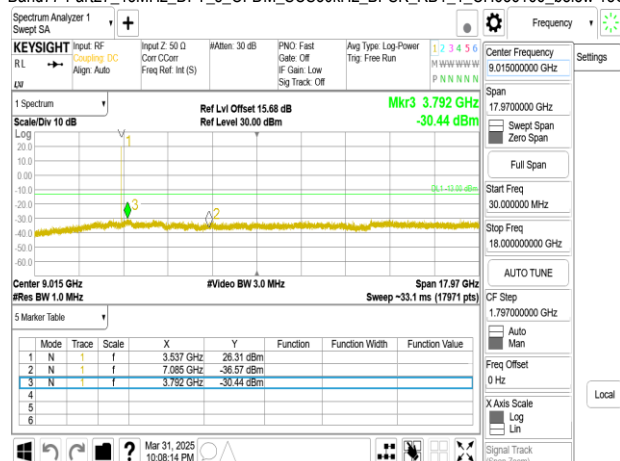 Spectrum Analyzer 1
Swept SA
Frequency
KEYSIGHT
RL
LXI
Input: RF
Coupling: DC
Align: Auto
Input Z: 50 Ω
Corr CCorr
Freq Ref: Int (S)
#Atten: 30 dB
PNO: Fast
Gate: Off
IF Gain: Low
Sig Track: Off
Avg Type: Log-Power
Trig: Free Run
1 2 3 4 5 6
M W W W W W
P N N N N N
1 Spectrum
Scale/Div 10 dB
Log
Ref Lvl Offset 15.68 dB
Ref Level 30.00 dBm
Mkr3 3.792 GHz
-30.44 dBm
20.0
10.0
0.00
-10.0
-20.0
-30.0
-40.0
-50.0
-60.0
1
2
3
DL1 -13.00 dBm
Center 9.015 GHz
#Res BW 1.0 MHz
#Video BW 3.0 MHz
Span 17.97 GHz
Sweep ~33.1 ms (17971 pts)
5 Marker Table
Mode Trace Scale X Y Function Function Width Function Value
1 N 1 f 3.537 GHz 26.31 dBm
2 N 1 f 7.085 GHz -36.57 dBm
3 N 1 f 3.792 GHz -30.44 dBm
4
5
6
Mar 31, 2025
10:08:14 PM
Center Frequency
9.015000000 GHz
Settings
Span
17.9700000 GHz
Swept Span
Zero Span
Full Span
Start Freq
30.000000 MHz
Stop Freq
18.000000000 GHz
AUTO TUNE
CF Step
1.797000000 GHz
Auto
Man
Freq Offset
0 Hz
X Axis Scale
Log
Lin
Local
Signal Track